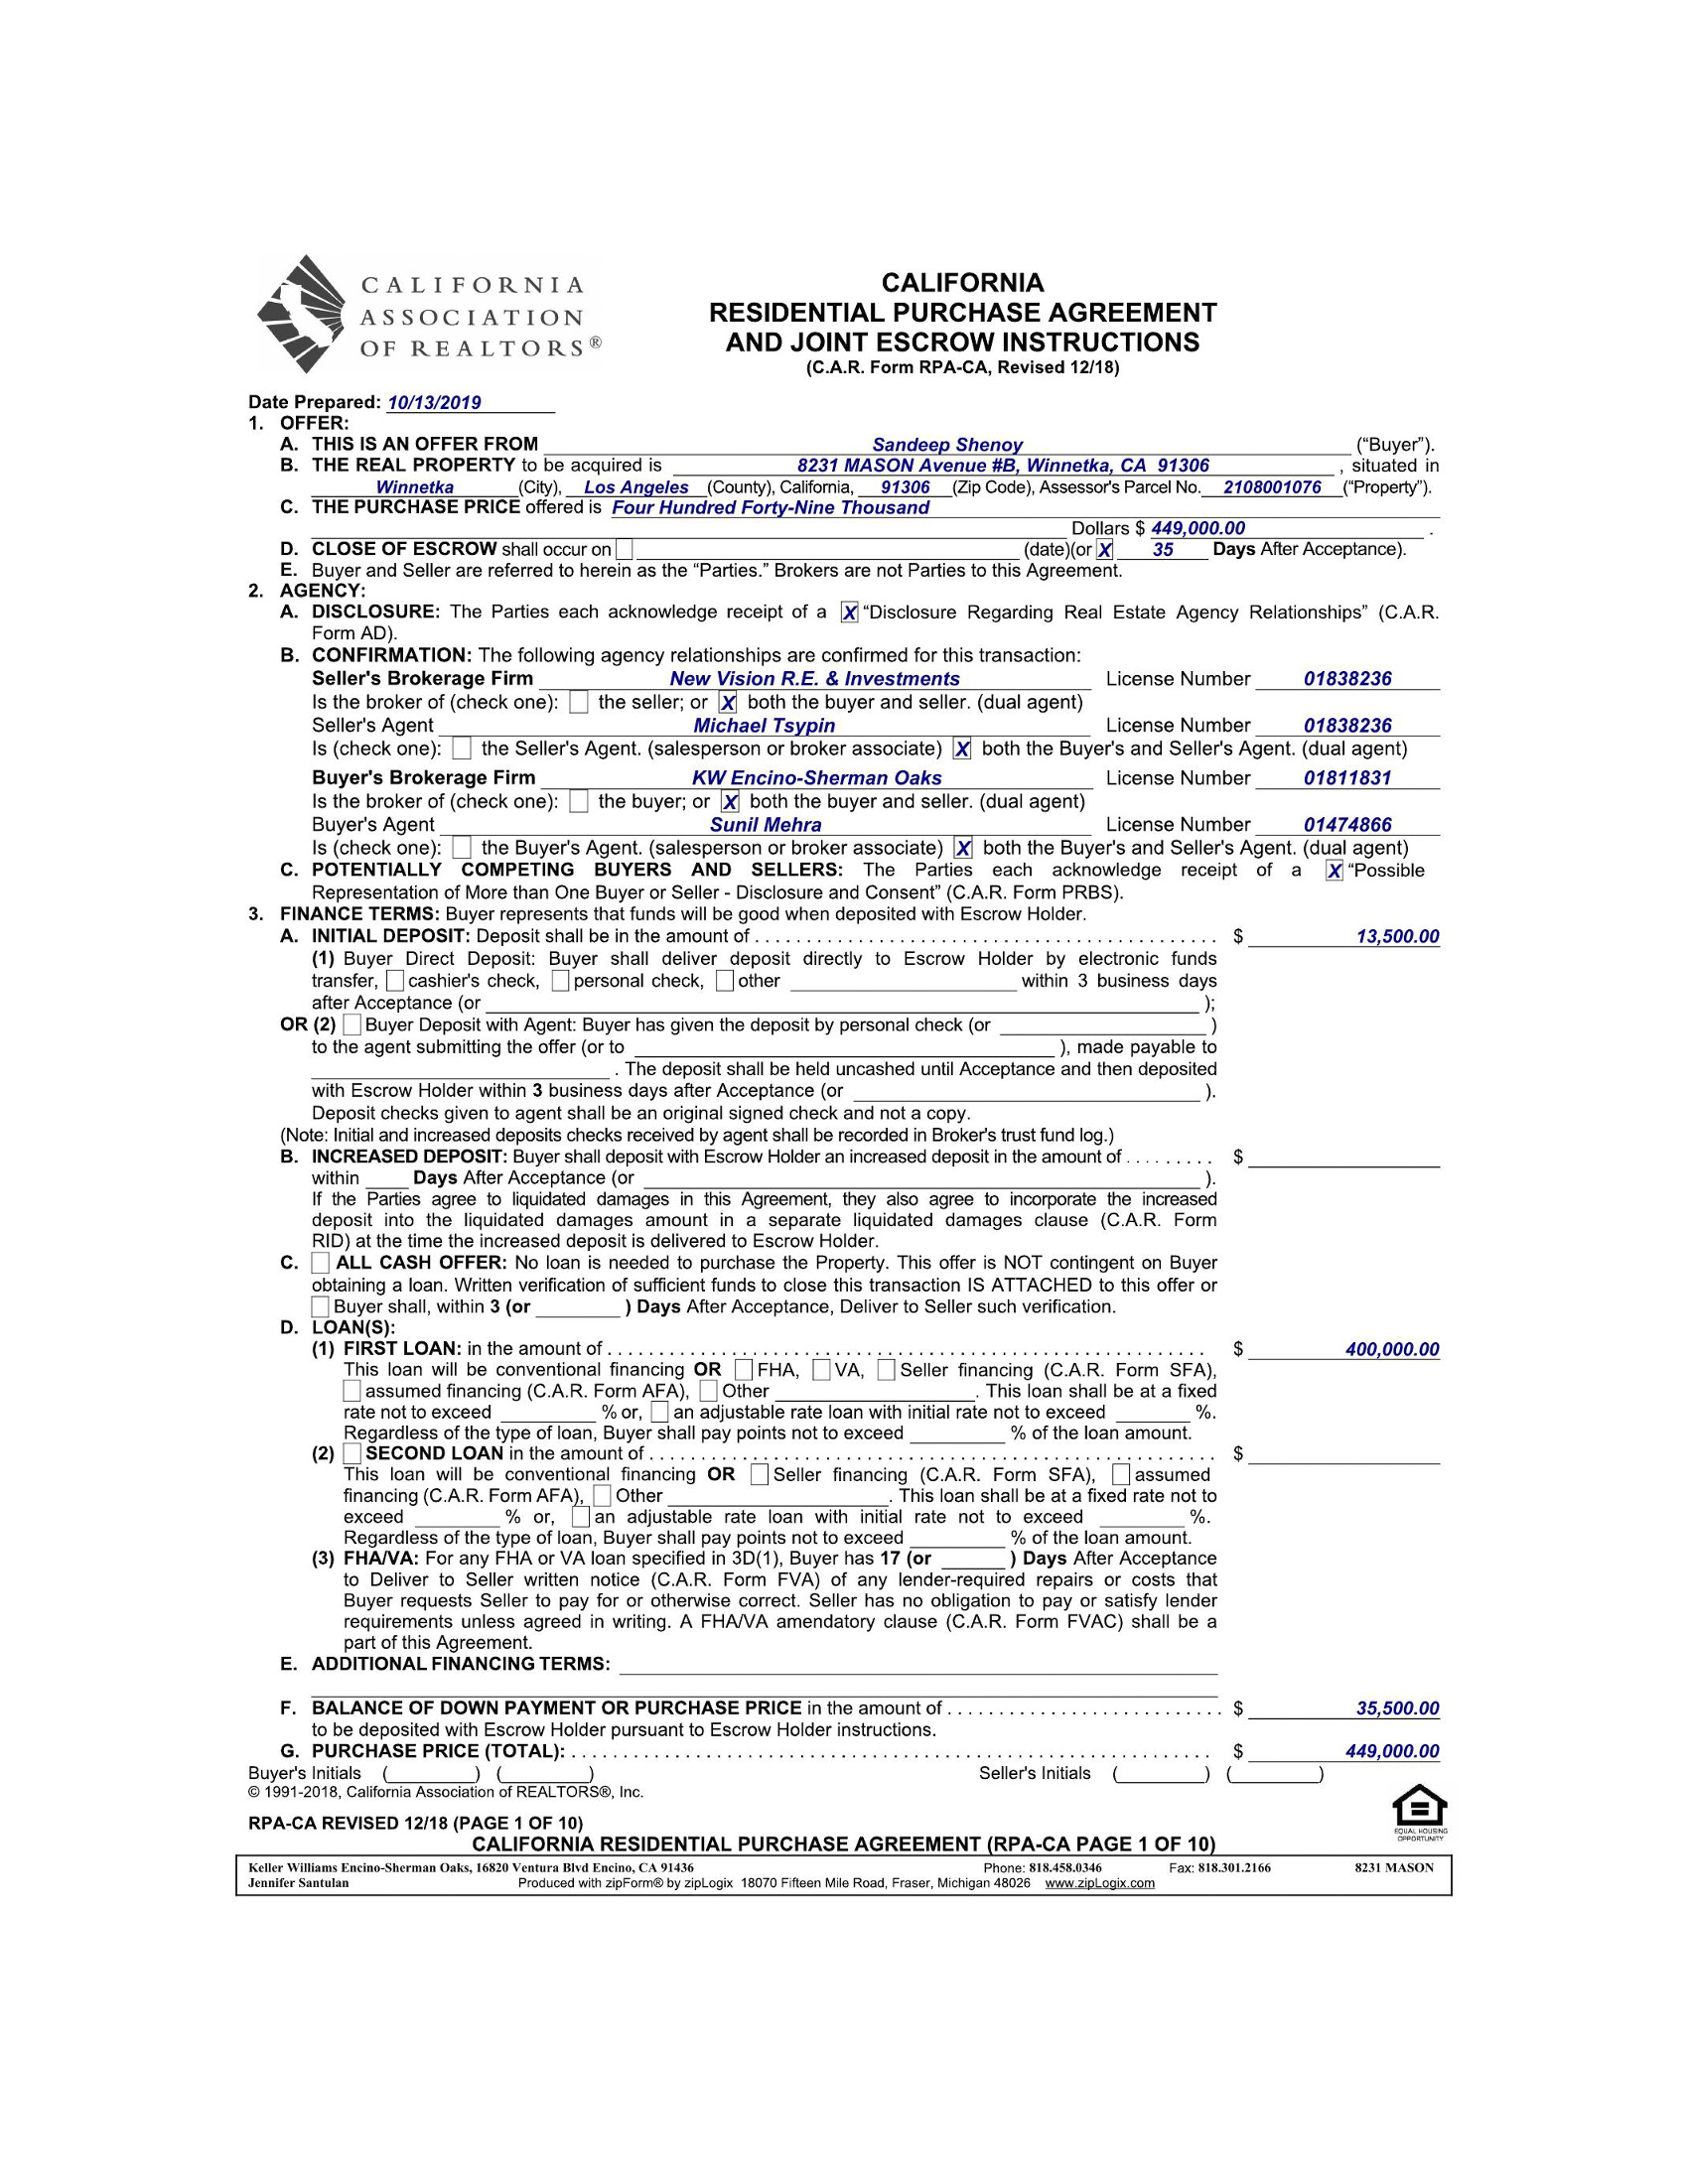 CALIFORNIA
ASSOCIATION
OF REALTORS®
CALIFORNIA
RESIDENTIAL PURCHASE AGREEMENT
AND JOINT ESCROW INSTRUCTIONS
(C.A.R. Form RPA-CA, Revised 12/18)
Date Prepared: 10/13/2019
1. OFFER:
A. THIS IS AN OFFER FROM Sandeep Shenoy (“Buyer”).
B. THE REAL PROPERTY to be acquired is 8231 MASON Avenue #B, Winnetka, CA 91306 , situated in
Winnetka (City), Los Angeles (County), California, 91306 (Zip Code), Assessor's Parcel No. 2108001076 (“Property”).
C. THE PURCHASE PRICE offered is Four Hundred Forty-Nine Thousand
Dollars $ 449,000.00 .
D. CLOSE OF ESCROW shall occur on (date)(or X 35 Days After Acceptance).
E. Buyer and Seller are referred to herein as the “Parties.” Brokers are not Parties to this Agreement.
2. AGENCY:
A. DISCLOSURE: The Parties each acknowledge receipt of a X “Disclosure Regarding Real Estate Agency Relationships” (C.A.R.
Form AD).
B. CONFIRMATION: The following agency relationships are confirmed for this transaction:
Seller's Brokerage Firm New Vision R.E. & Investments License Number 01838236
Is the broker of (check one): the seller; or X both the buyer and seller. (dual agent)
Seller's Agent Michael Tsypin License Number 01838236
Is (check one): the Seller's Agent. (salesperson or broker associate) X both the Buyer's and Seller's Agent. (dual agent)
Buyer's Brokerage Firm KW Encino-Sherman Oaks License Number 01811831
Is the broker of (check one): the buyer; or X both the buyer and seller. (dual agent)
Buyer's Agent Sunil Mehra License Number 01474866
Is (check one): the Buyer's Agent. (salesperson or broker associate) X both the Buyer's and Seller's Agent. (dual agent)
C. POTENTIALLY COMPETING BUYERS AND SELLERS: The Parties each acknowledge receipt of a X “Possible
Representation of More than One Buyer or Seller - Disclosure and Consent” (C.A.R. Form PRBS).
3. FINANCE TERMS: Buyer represents that funds will be good when deposited with Escrow Holder.
A. INITIAL DEPOSIT: Deposit shall be in the amount of . . . . . . . . . . $ 13,500.00
(1) Buyer Direct Deposit: Buyer shall deliver deposit directly to Escrow Holder by electronic funds
transfer, cashier's check, personal check, other within 3 business days
after Acceptance (or );
OR (2) Buyer Deposit with Agent: Buyer has given the deposit by personal check (or )
to the agent submitting the offer (or to ), made payable to
. The deposit shall be held uncashed until Acceptance and then deposited
with Escrow Holder within 3 business days after Acceptance (or ).
Deposit checks given to agent shall be an original signed check and not a copy.
(Note: Initial and increased deposits checks received by agent shall be recorded in Broker's trust fund log.)
B. INCREASED DEPOSIT: Buyer shall deposit with Escrow Holder an increased deposit in the amount of . . . . . . . . . $
within Days After Acceptance (or ).
If the Parties agree to liquidated damages in this Agreement, they also agree to incorporate the increased
deposit into the liquidated damages amount in a separate liquidated damages clause (C.A.R. Form
RID) at the time the increased deposit is delivered to Escrow Holder.
C. ALL CASH OFFER: No loan is needed to purchase the Property. This offer is NOT contingent on Buyer
obtaining a loan. Written verification of sufficient funds to close this transaction IS ATTACHED to this offer or
Buyer shall, within 3 (or ) Days After Acceptance, Deliver to Seller such verification.
D. LOAN(S):
(1) FIRST LOAN: in the amount of . . . . . . . . . . $ 400,000.00
This loan will be conventional financing OR FHA, VA, Seller financing (C.A.R. Form SFA),
assumed financing (C.A.R. Form AFA), Other . This loan shall be at a fixed
rate not to exceed % or, an adjustable rate loan with initial rate not to exceed %.
Regardless of the type of loan, Buyer shall pay points not to exceed % of the loan amount.
(2) SECOND LOAN in the amount of . . . . . . . . . . $
This loan will be conventional financing OR Seller financing (C.A.R. Form SFA), assumed
financing (C.A.R. Form AFA), Other . This loan shall be at a fixed rate not to
exceed % or, an adjustable rate loan with initial rate not to exceed %.
Regardless of the type of loan, Buyer shall pay points not to exceed % of the loan amount.
(3) FHA/VA: For any FHA or VA loan specified in 3D(1), Buyer has 17 (or ) Days After Acceptance
to Deliver to Seller written notice (C.A.R. Form FVA) of any lender-required repairs or costs that
Buyer requests Seller to pay for or otherwise correct. Seller has no obligation to pay or satisfy lender
requirements unless agreed in writing. A FHA/VA amendatory clause (C.A.R. Form FVAC) shall be a
part of this Agreement.
E. ADDITIONAL FINANCING TERMS:
F. BALANCE OF DOWN PAYMENT OR PURCHASE PRICE in the amount of . . . . . . . . . . $ 35,500.00
to be deposited with Escrow Holder pursuant to Escrow Holder instructions.
G. PURCHASE PRICE (TOTAL): . . . . . . . . . . $ 449,000.00
Buyer's Initials ( ) ( ) Seller's Initials ( ) ( )
© 1991-2018, California Association of REALTORS®, Inc.
RPA-CA REVISED 12/18 (PAGE 1 OF 10)
EQUAL HOUSING
OPPORTUNITY
CALIFORNIA RESIDENTIAL PURCHASE AGREEMENT (RPA-CA PAGE 1 OF 10)
Keller Williams Encino-Sherman Oaks, 16820 Ventura Blvd Encino, CA 91436 Phone: 818.458.0346 Fax: 818.301.2166 8231 MASON
Jennifer Santulan Produced with zipForm® by zipLogix 18070 Fifteen Mile Road, Fraser, Michigan 48026 www.zipLogix.com